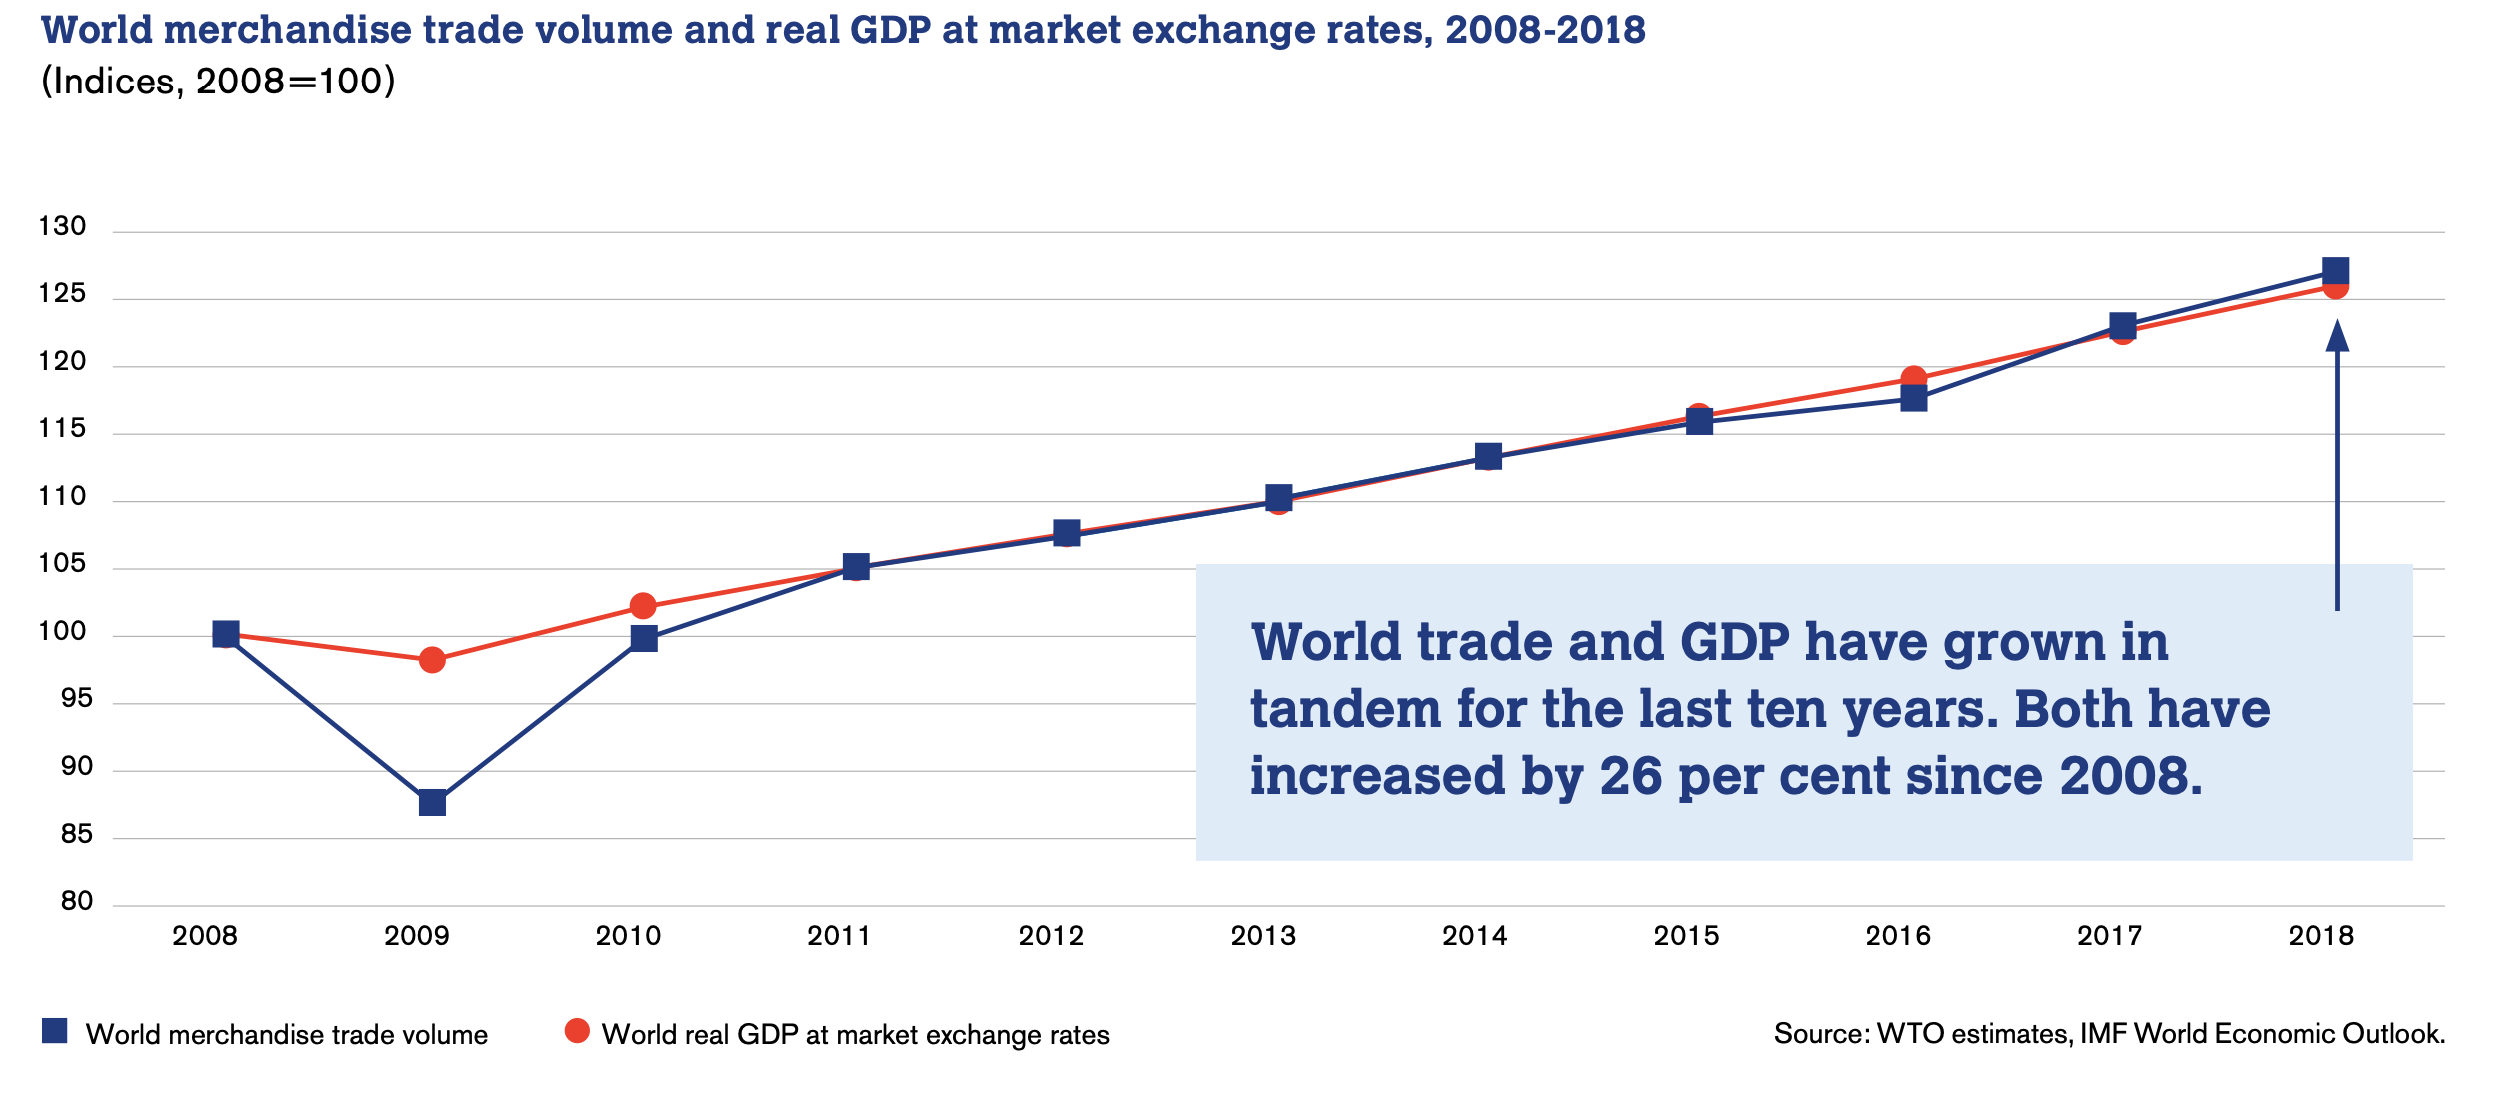 World merchandise trade volume and real GDP at market exchange rates, 2008-2018
(Indices, 2008=100)
130
125
120
115
110
105
100
95
90
85
80
World trade and GDP have grown in
tandem for the last ten years. Both have
increased by 26 per cent since 2008.
2008 2009 2010 2011 2012 2013 2014 2015 2016 2017 2018
World merchandise trade volume World real GDP at market exchange rates Source: WTO estimates, IMF World Economic Outlook.